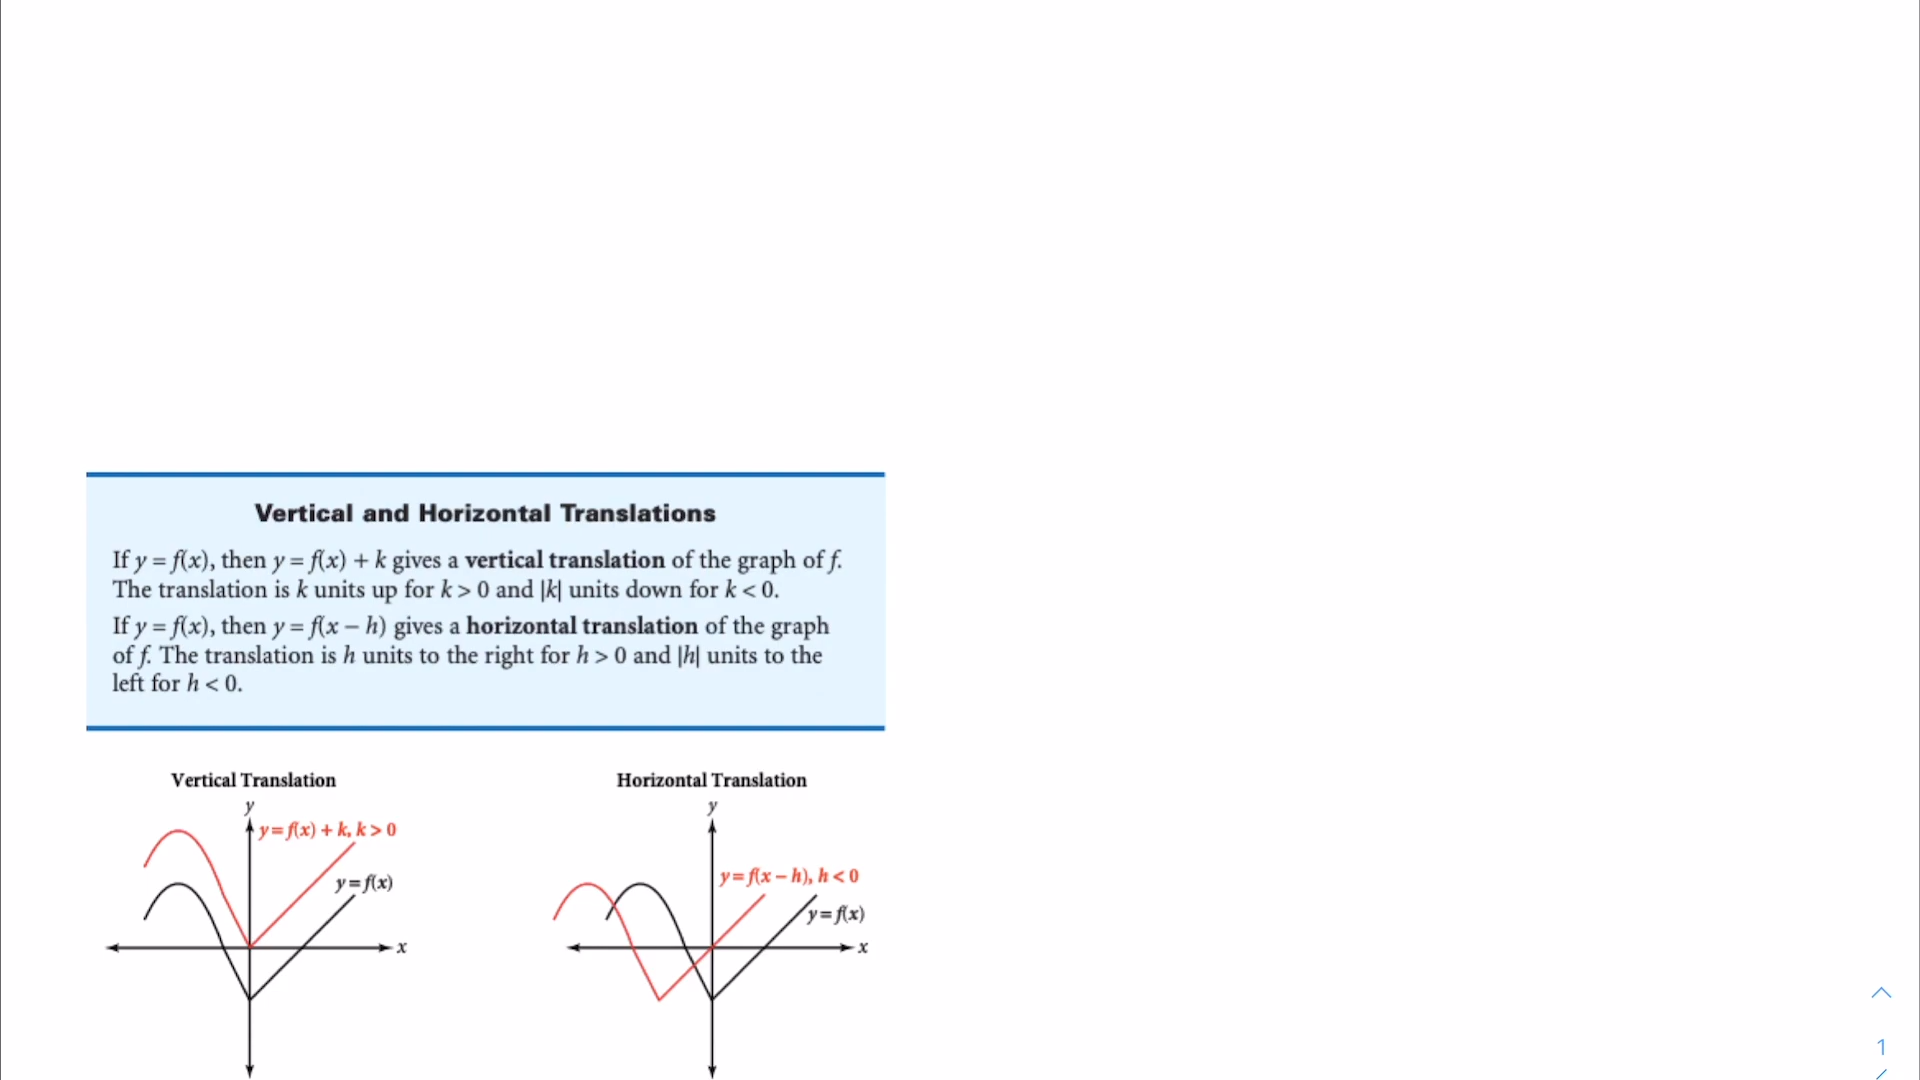 Vertical and Horizontal Translations
If y = f(x), then y = f(x) + k gives a vertical translation of the graph of f.
The translation is k units up for k > 0 and |k| units down for k < 0.
If y = f(x), then y = f(x – h) gives a horizontal translation of the graph
of f. The translation is h units to the right for h > 0 and |h| units to the
left for h < 0.
Vertical Translation
y
y = f(x) + k, k > 0
y = f(x)
x
Horizontal Translation
y
y = f(x – h), h < 0
y = f(x)
x
1